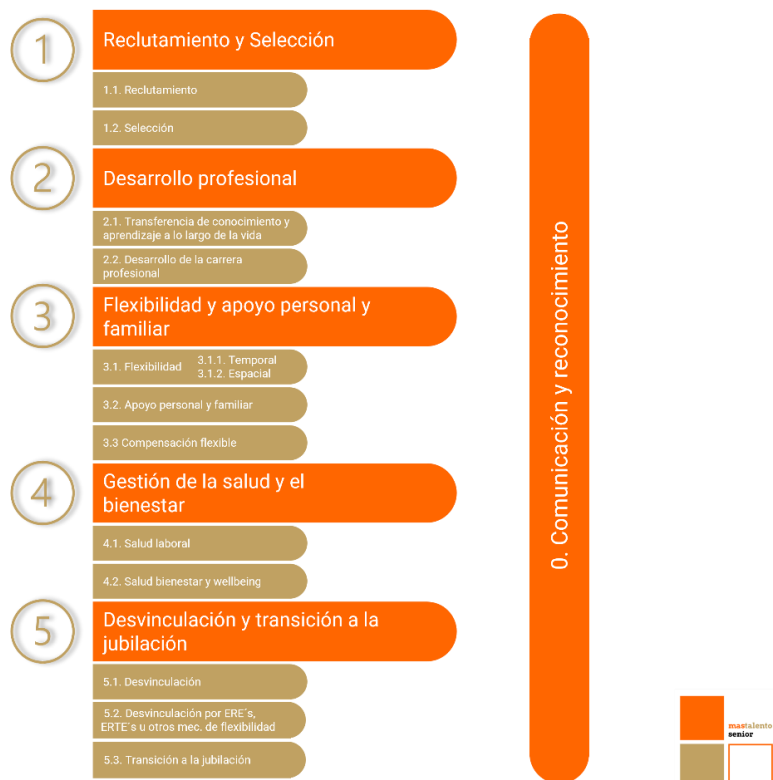 1
Reclutamiento y Selección
1.1. Reclutamiento
1.2. Selección
2
Desarrollo profesional
2.1. Transferencia de conocimiento y
aprendizaje a lo largo de la vida
2.2. Desarrollo de la carrera
profesional
3
Flexibilidad y apoyo personal y
familiar
3.1. Flexibilidad
3.1.1. Temporal
3.1.2. Espacial
3.2. Apoyo personal y familiar
3.3 Compensación flexible
4
Gestión de la salud y el
bienestar
4.1. Salud laboral
4.2. Salud bienestar y wellbeing
5
Desvinculación y transición a la
jubilación
5.1. Desvinculación
5.2. Desvinculación por ERE´s,
ERTE´s u otros mec. de flexibilidad
5.3. Transición a la jubilación
0. Comunicación y reconocimiento
mastalento
senior